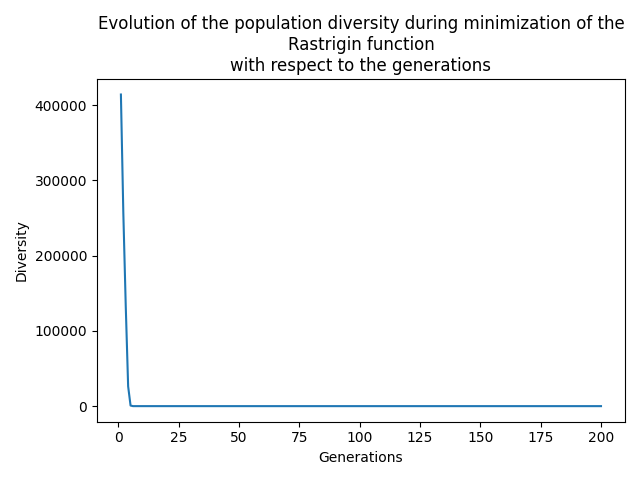 Evolution of the population diversity during minimization of the
Rastrigin function
with respect to the generations
400000
300000
200000
100000
0
Diversity
0 25 50 75 100 125 150 175 200
Generations